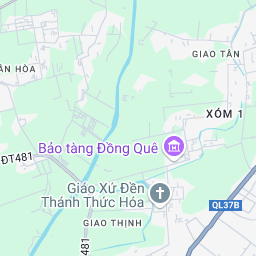 GIAO TÂN
ÂN HÒA
XÓM 1
Bảo tàng Đồng Quê
ĐT481
Giáo Xứ Đền
Thánh Thức Hóa
QL37B
GIAO THỊNH
481